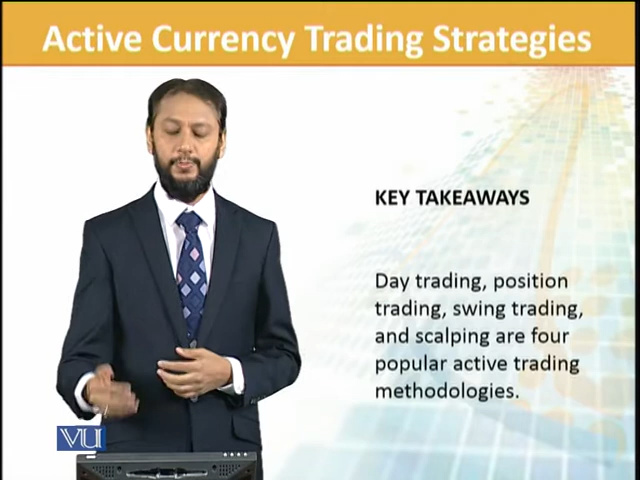 Active Currency Trading Strategies
KEY TAKEAWAYS
Day trading, position
trading, swing trading,
and scalping are four
popular active trading
methodologies.
VU